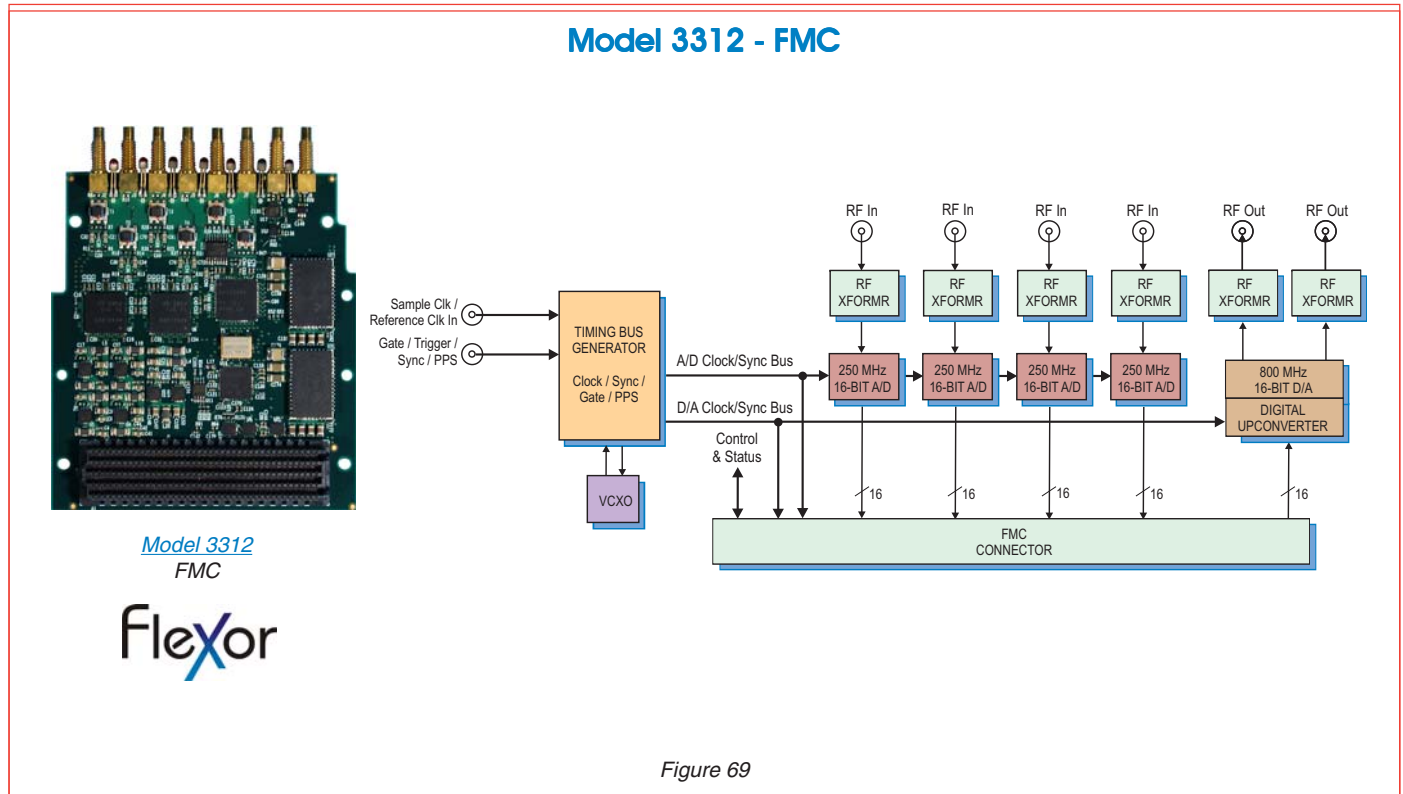 Model 3312 - FMC
Model 3312
FMC
Flexor
Sample Clk /
Reference Clk In
Gate / Trigger /
Sync / PPS
TIMING BUS
GENERATOR
Clock / Sync /
Gate / PPS
VCXO
A/D Clock/Sync Bus
D/A Clock/Sync Bus
Control
& Status
RF In
RF In
RF In
RF In
RF Out
RF Out
RF
XFORMR
RF
XFORMR
RF
XFORMR
RF
XFORMR
RF
XFORMR
RF
XFORMR
250 MHz
16-BIT A/D
250 MHz
16-BIT A/D
250 MHz
16-BIT A/D
250 MHz
16-BIT A/D
800 MHz
16-BIT D/A
DIGITAL
UPCONVERTER
16
16
16
16
16
FMC
CONNECTOR
Figure 69